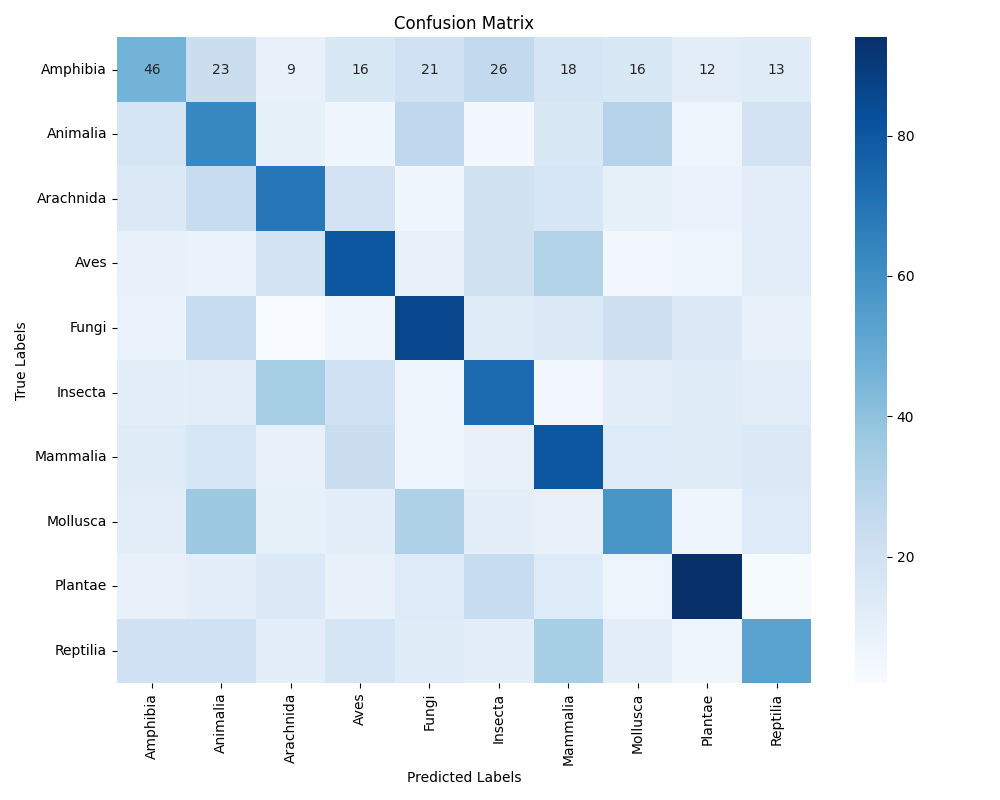 Confusion Matrix
True Labels
Amphibia 46 23 9 16 21 26 18 16 12 13
Animalia
Arachnida
Aves
Fungi
Insecta
Mammalia
Mollusca
Plantae
Reptilia
80
60
40
20
Amphibia Animalia Arachnida Aves Fungi Insecta Mammalia Mollusca Plantae Reptilia
Predicted Labels